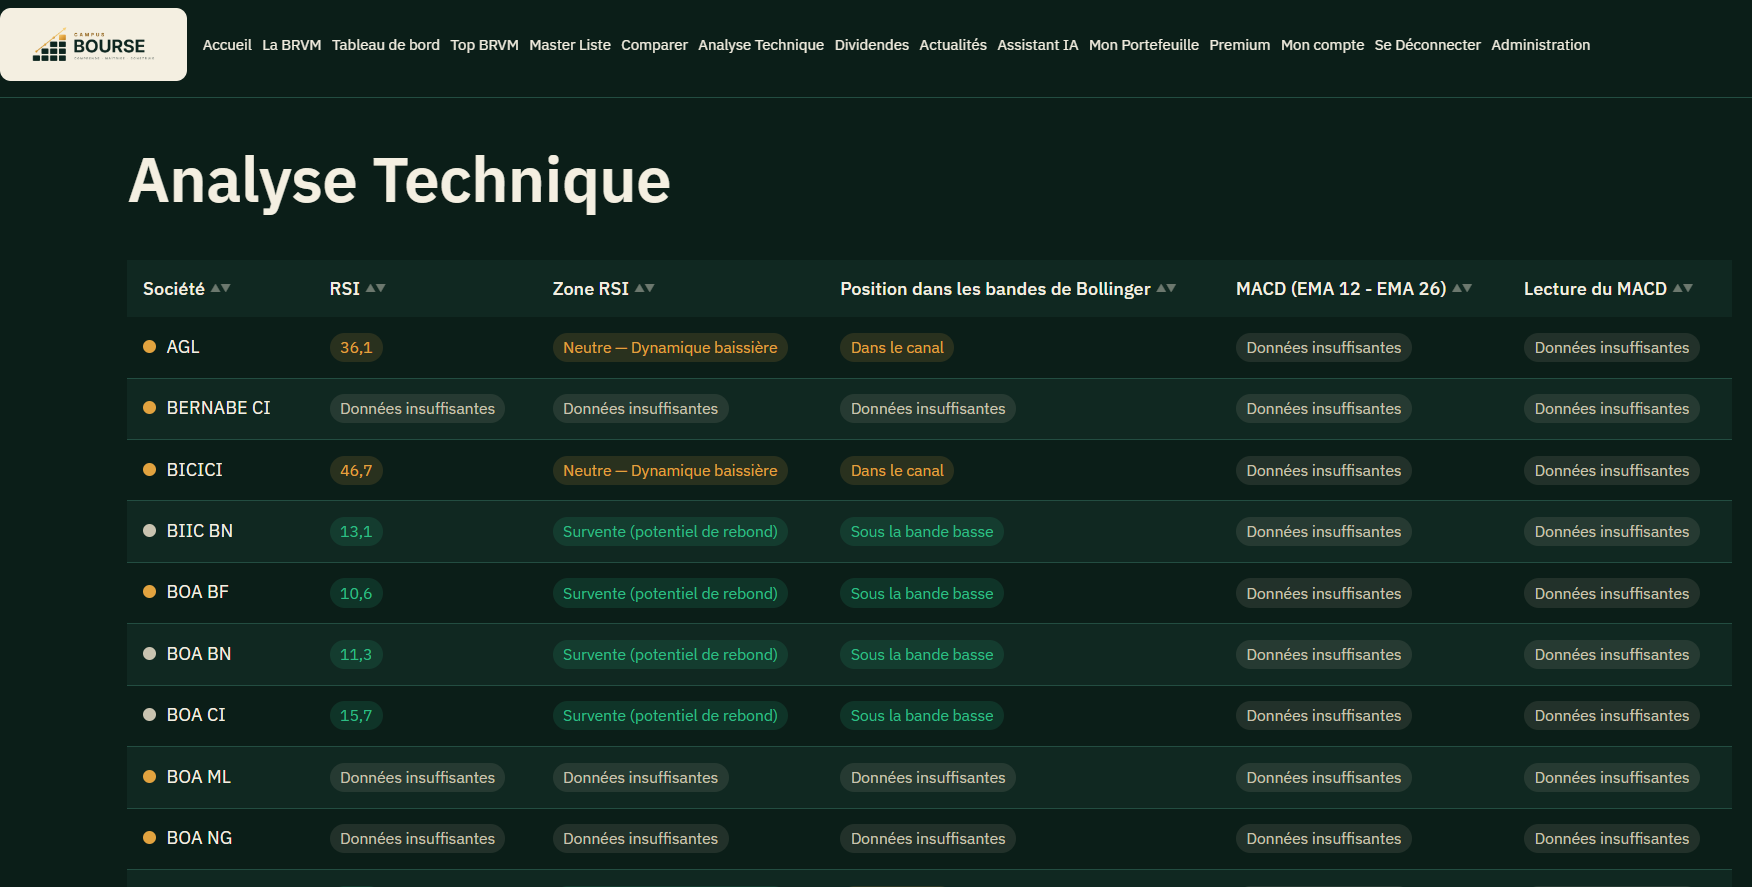 CAMPUS
BOURSE
Accueil La BRVM Tableau de bord Top BRVM Master Liste Comparer Analyse Technique Dividendes Actualités Assistant IA Mon Portefeuille Premium Mon compte Se Déconnecter Administration
Analyse Technique
Société RSI Zone RSI Position dans les bandes de Bollinger MACD (EMA 12 - EMA 26) Lecture du MACD
AGL 36,1 Neutre — Dynamique baissière Dans le canal Données insuffisantes Données insuffisantes
BERNABE CI Données insuffisantes Données insuffisantes Données insuffisantes Données insuffisantes Données insuffisantes
BICICI 46,7 Neutre — Dynamique baissière Dans le canal Données insuffisantes Données insuffisantes
BIIC BN 13,1 Survente (potentiel de rebond) Sous la bande basse Données insuffisantes Données insuffisantes
BOA BF 10,6 Survente (potentiel de rebond) Sous la bande basse Données insuffisantes Données insuffisantes
BOA BN 11,3 Survente (potentiel de rebond) Sous la bande basse Données insuffisantes Données insuffisantes
BOA CI 15,7 Survente (potentiel de rebond) Sous la bande basse Données insuffisantes Données insuffisantes
BOA ML Données insuffisantes Données insuffisantes Données insuffisantes Données insuffisantes Données insuffisantes
BOA NG Données insuffisantes Données insuffisantes Données insuffisantes Données insuffisantes Données insuffisantes